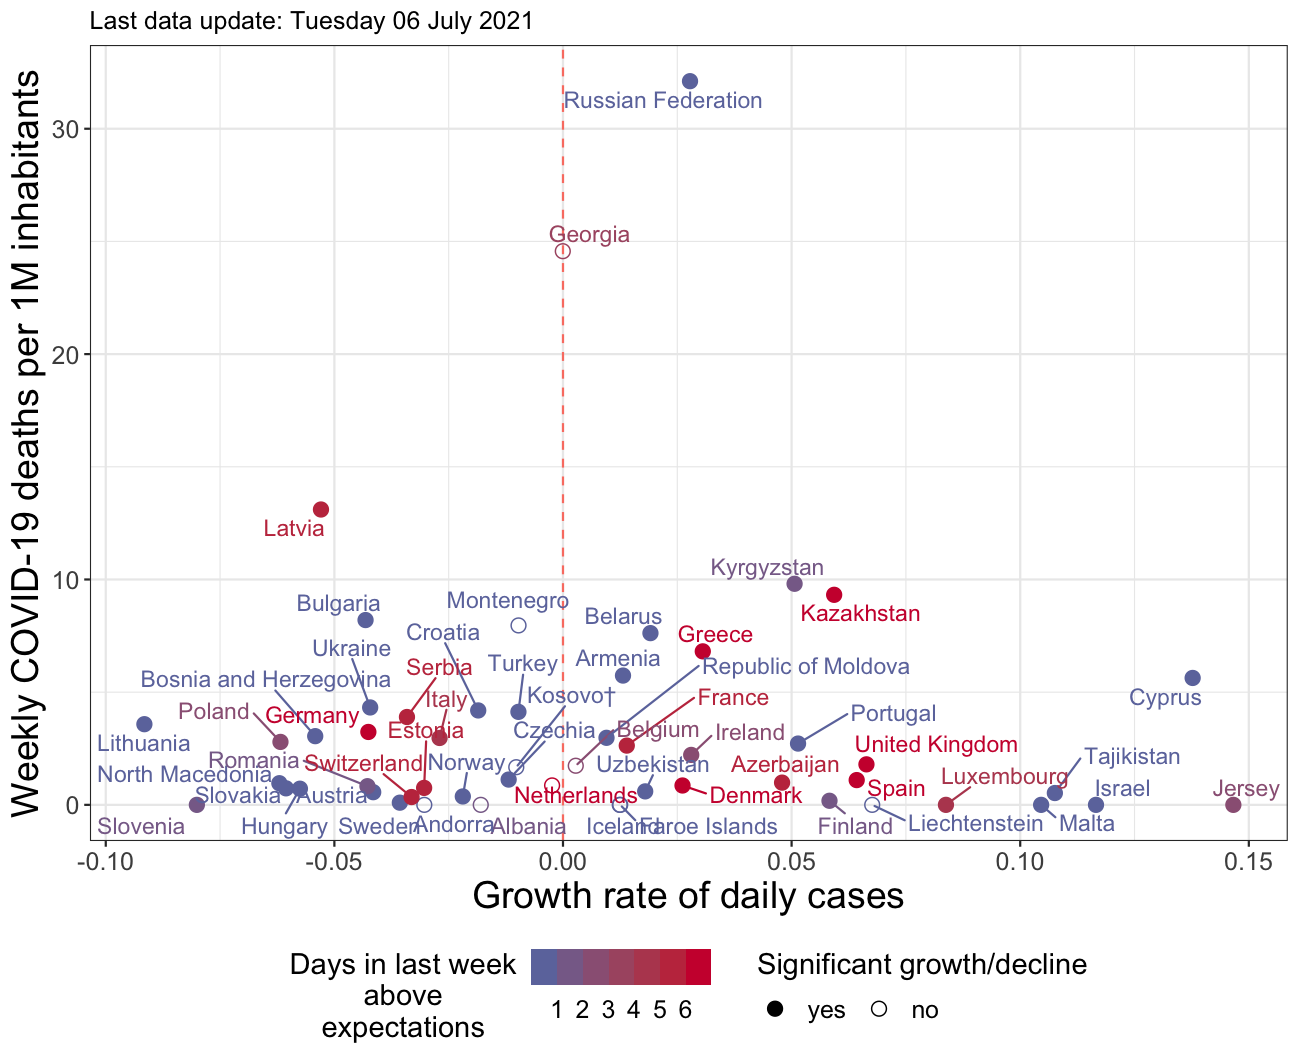 Last data update: Tuesday 06 July 2021
Weekly COVID-19 deaths per 1M inhabitants
30
20
10
0
Russian Federation
Georgia
Latvia
Kyrgyzstan
Kazakhstan
Bulgaria
Montenegro
Belarus
Croatia
Greece
Ukraine
Serbia
Turkey
Armenia
Republic of Moldova
Bosnia and Herzegovina
Cyprus
Italy
Kosovo†
France
Poland
Germany
Portugal
Estonia
Czechia
Belgium
Ireland
Lithuania
United Kingdom
Romania
Switzerland
Norway
Uzbekistan
Azerbaijan
Tajikistan
North Macedonia
Luxembourg
Slovakia
Austria
Netherlands
Denmark
Spain
Israel
Jersey
Slovenia
Hungary
Sweden
Andorra
Albania
Iceland
Faroe Islands
Finland
Liechtenstein
Malta
-0.10
-0.05
0.00
0.05
0.10
0.15
Growth rate of daily cases
Days in last week
above
expectations
1 2 3 4 5 6
Significant growth/decline
yes
no